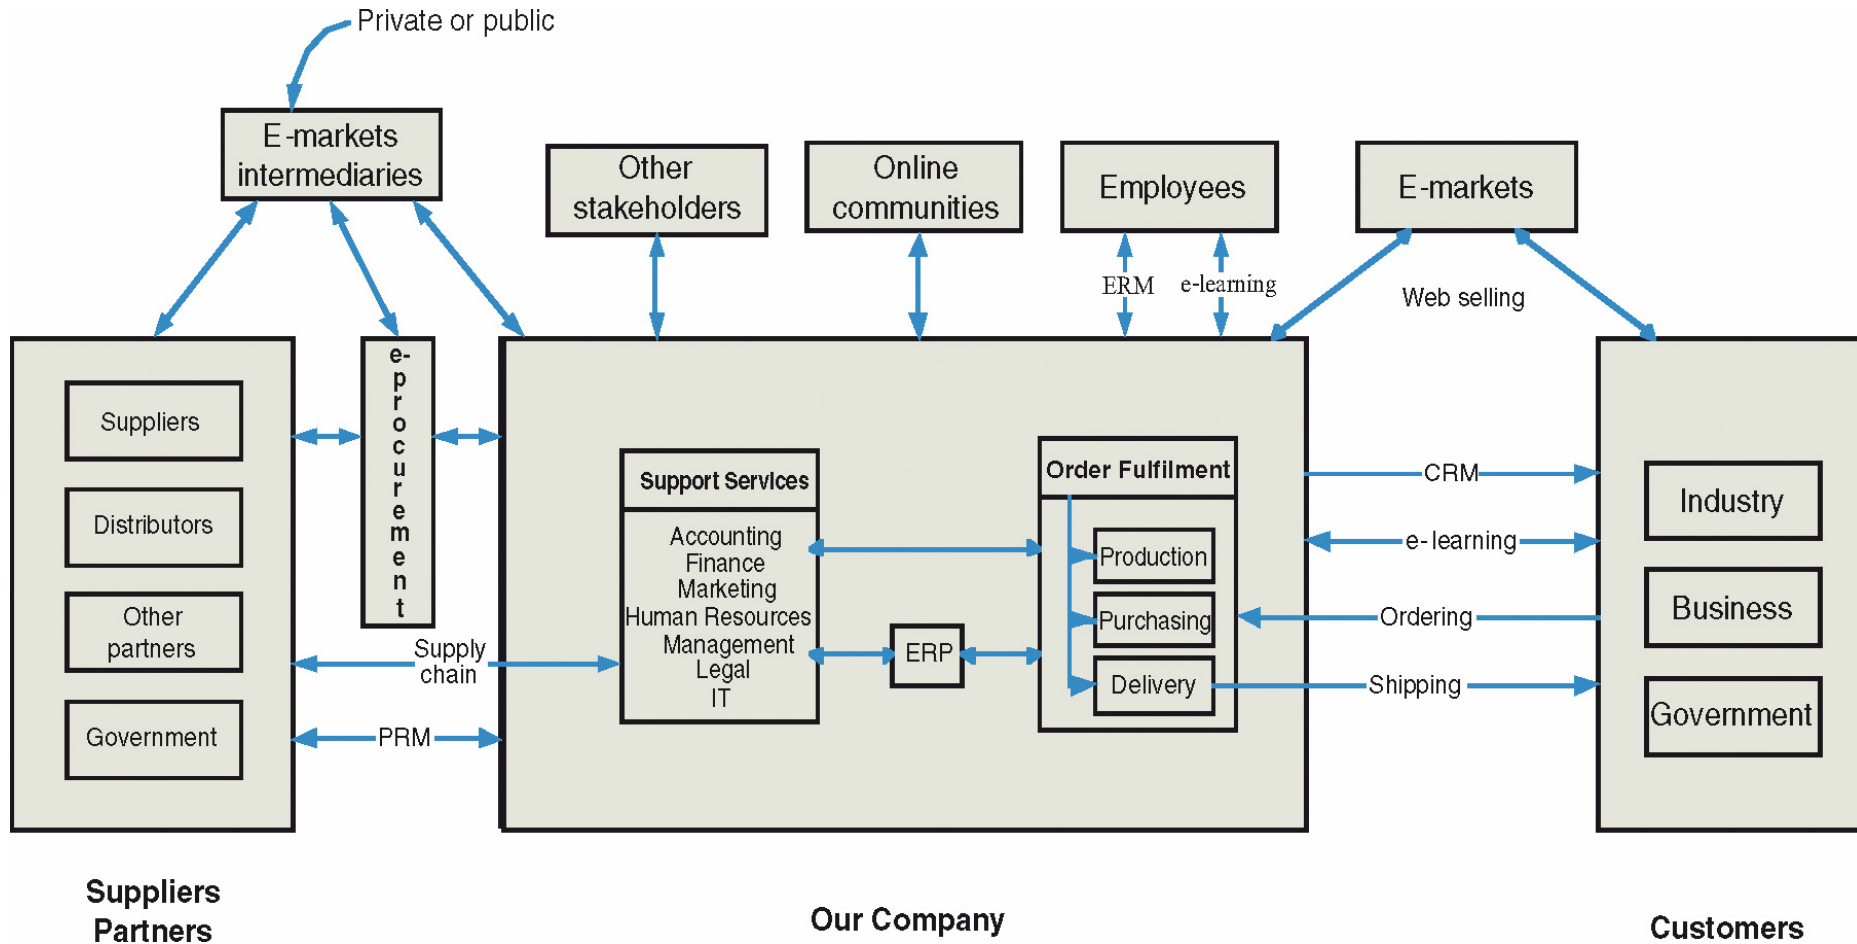 Private or public
E-markets
intermediaries
Other
stakeholders
Online
communities
Employees
E-markets
ERM
e-learning
Web selling
e-procurement
Suppliers
Distributors
Other
partners
Government
Supply
chain
PRM
Support Services
Accounting
Finance
Marketing
Human Resources
Management
Legal
IT
ERP
Order Fulfilment
Production
Purchasing
Delivery
CRM
e-learning
Ordering
Shipping
Industry
Business
Government
Suppliers
Partners
Our Company
Customers